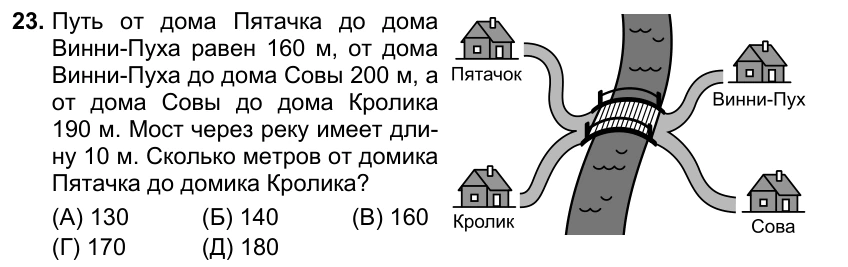 23. Путь от дома Пятачка до дома
Винни-Пуха равен 160 м, от дома
Винни-Пуха до дома Совы 200 м, а
от дома Совы до дома Кролика
190 м. Мост через реку имеет дли-
ну 10 м. Сколько метров от домика
Пятачка до домика Кролика?
(А) 130 (Б) 140 (В) 160
(Г) 170 (Д) 180
Пятачок
Винни-Пух
Кролик
Сова